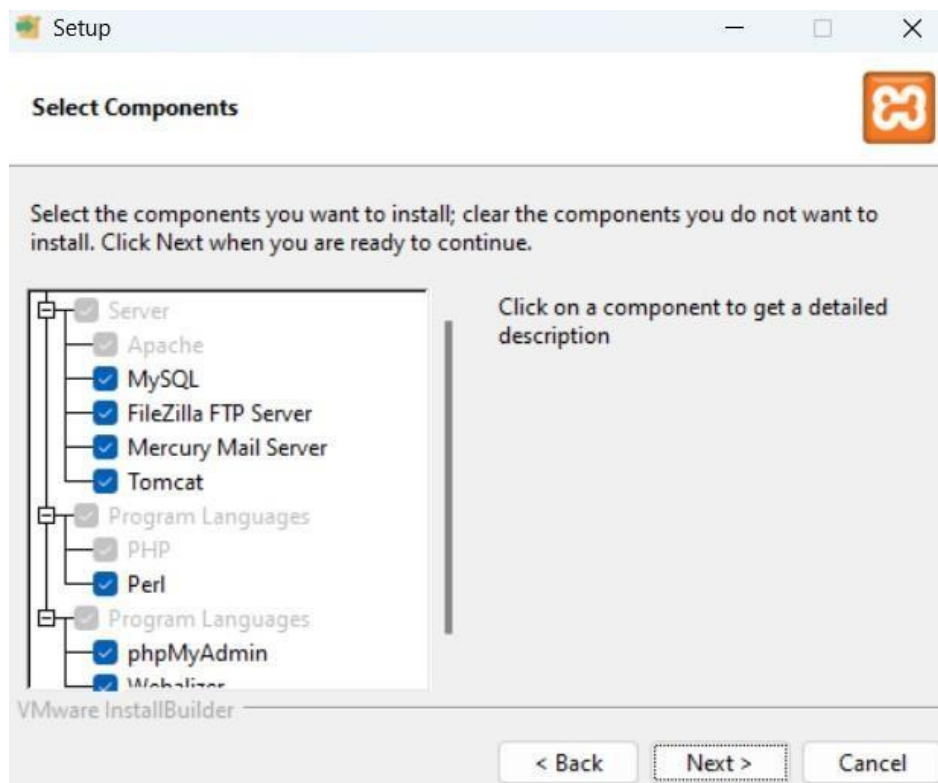 Setup
Select Components
Select the components you want to install; clear the components you do not want to
install. Click Next when you are ready to continue.
Server
Apache
MySQL
FileZilla FTP Server
Mercury Mail Server
Tomcat
Program Languages
PHP
Perl
Program Languages
phpMyAdmin
Webalizer
Click on a component to get a detailed
description
VMware InstallBuilder
< Back
Next >
Cancel